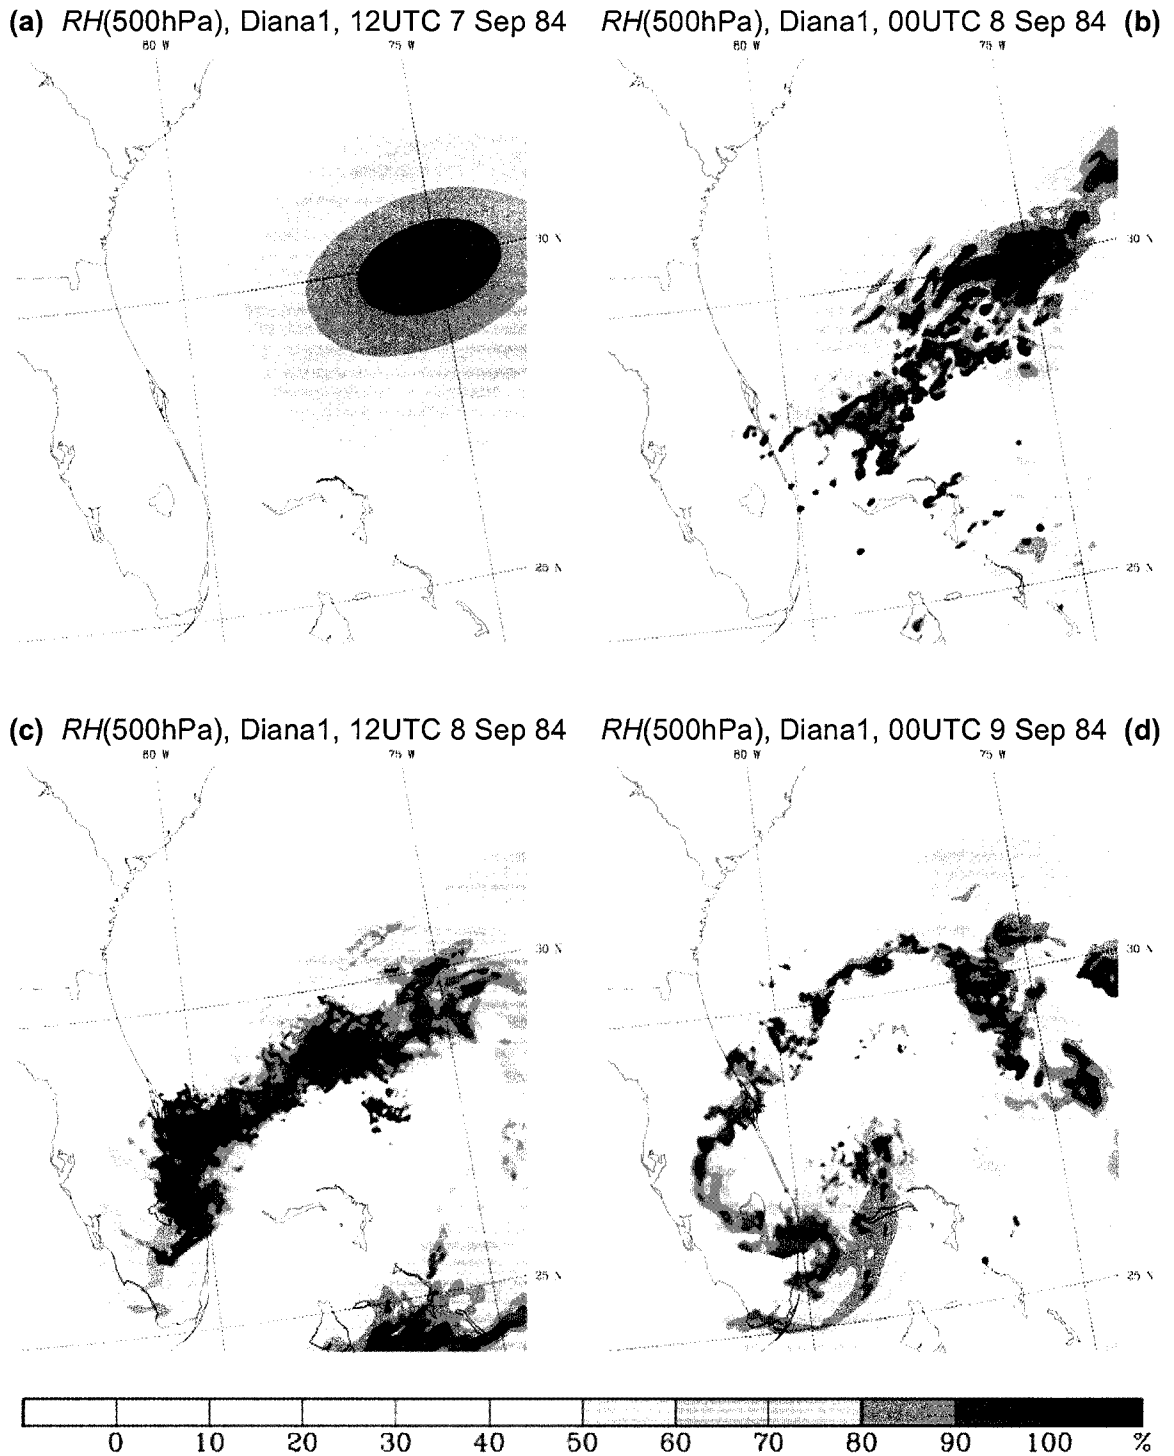 (a) RH(500hPa), Diana1, 12UTC 7 Sep 84
RH(500hPa), Diana1, 00UTC 8 Sep 84 (b)
80 W
75 W
80 W
75 W
30 N
30 N
25 N
25 N
(c) RH(500hPa), Diana1, 12UTC 8 Sep 84
RH(500hPa), Diana1, 00UTC 9 Sep 84 (d)
80 W
75 W
80 W
75 W
30 N
30 N
25 N
25 N
0 10 20 30 40 50 60 70 80 90 100 %